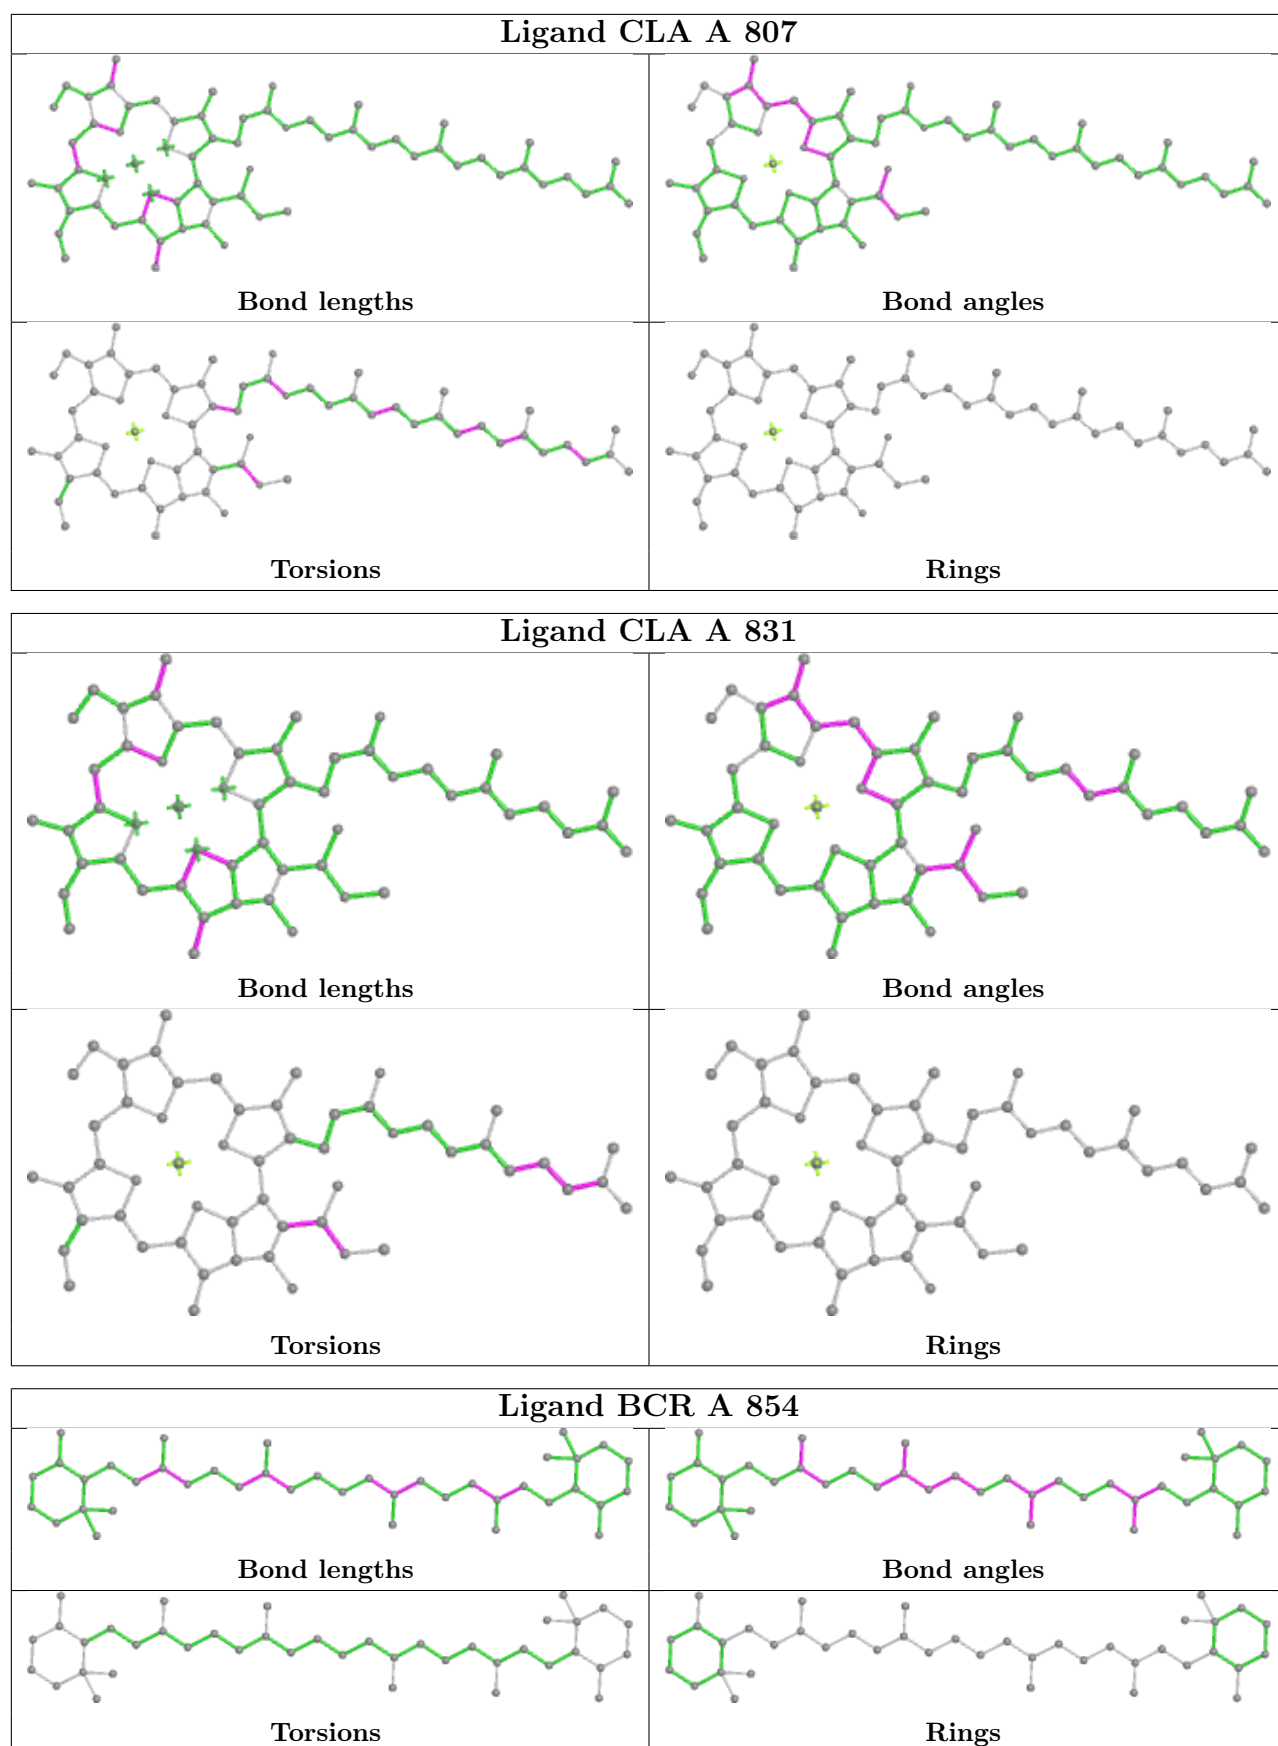 Ligand CLA A 807
Bond lengths
Bond angles
Torsions
Rings
Ligand CLA A 831
Bond lengths
Bond angles
Torsions
Rings
Ligand BCR A 854
Bond lengths
Bond angles
Torsions
Rings